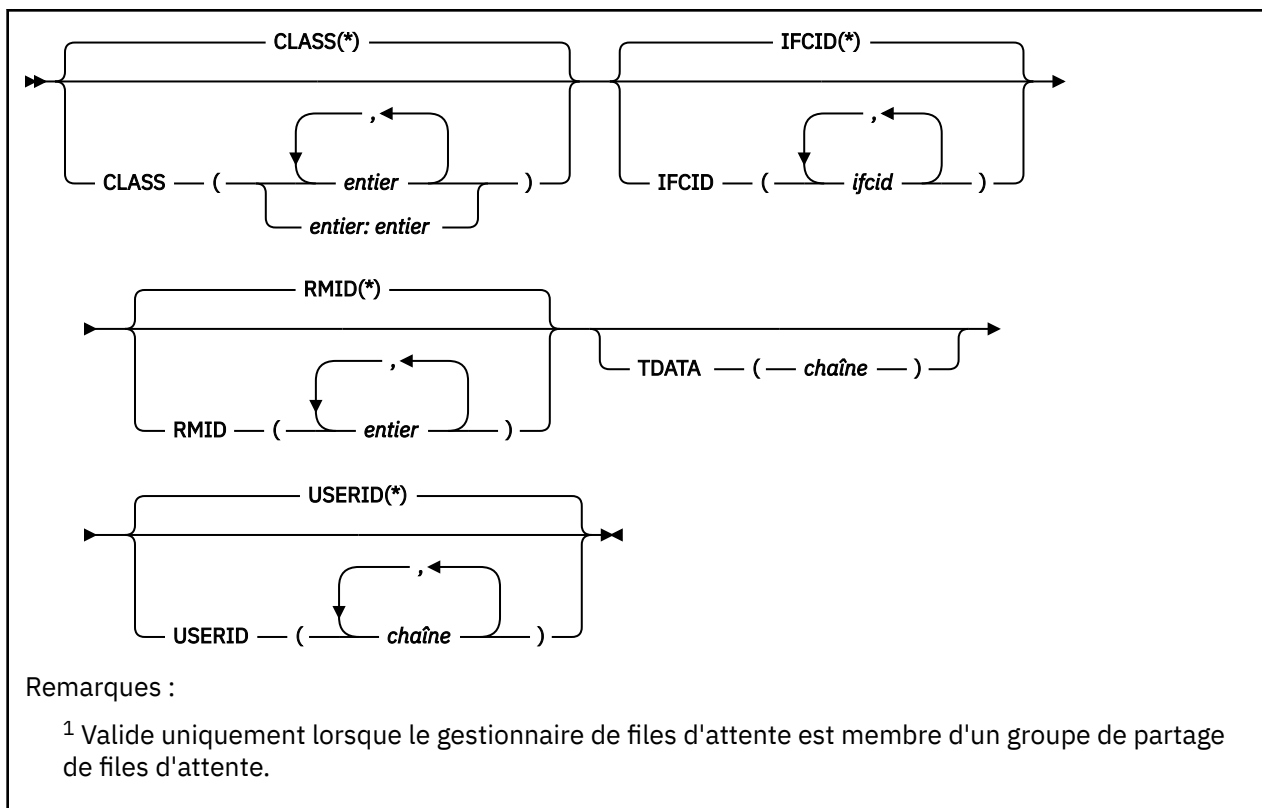 CLASS(*) IFCID(*)
, ,
CLASS ( entier ) IFCID ( ifcid )
entier: entier
RMID(*)
TDATA ( chaîne )
,
RMID ( entier )
USERID(*)
,
USERID ( chaîne )
Remarques :
1 Valide uniquement lorsque le gestionnaire de files d'attente est membre d'un groupe de partage
de files d'attente.